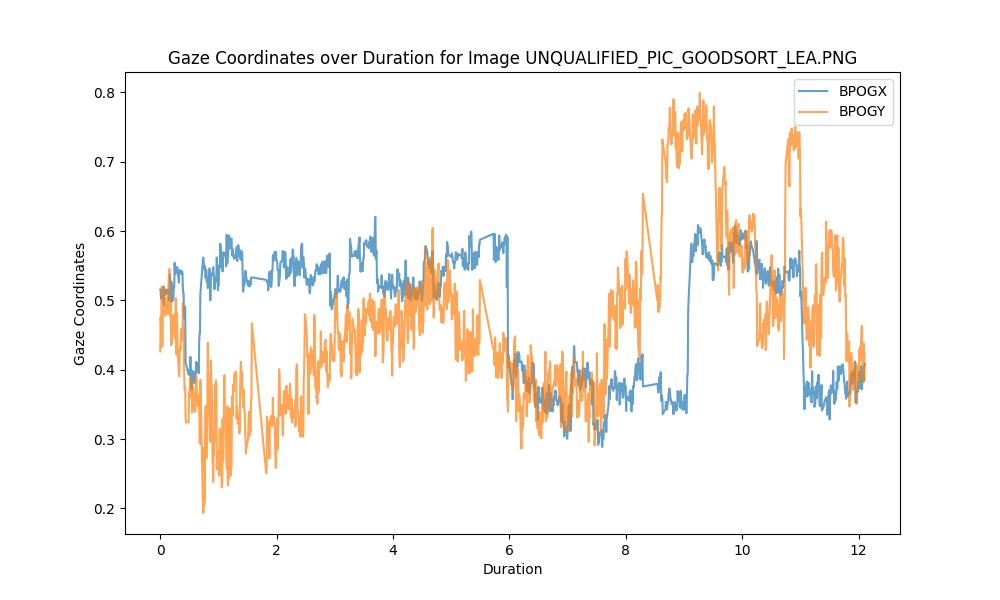 Gaze Coordinates over Duration for Image UNQUALIFIED_PIC_GOODSORT_LEA.PNG
BPOGX
BPOGY
0.8
0.7
0.6
0.5
0.4
0.3
0.2
Gaze Coordinates
0 2 4 6 8 10 12
Duration